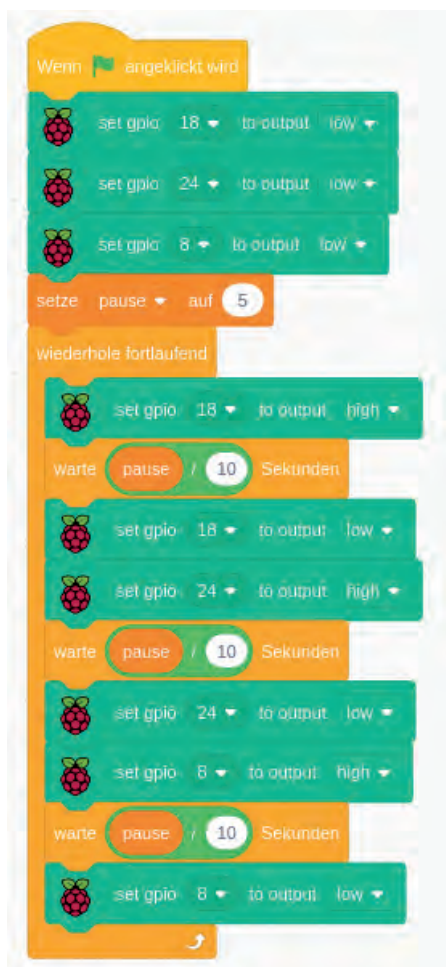 Wenn angeklickt wird
set gpio 18 to output low
set gpio 24 to output low
set gpio 8 to output low
setze pause auf 5
wiederhole fortlaufend
set gpio 18 to output high
warte pause / 10 Sekunden
set gpio 18 to output low
set gpio 24 to output high
warte pause / 10 Sekunden
set gpio 24 to output low
set gpio 8 to output high
warte pause / 10 Sekunden
set gpio 8 to output low